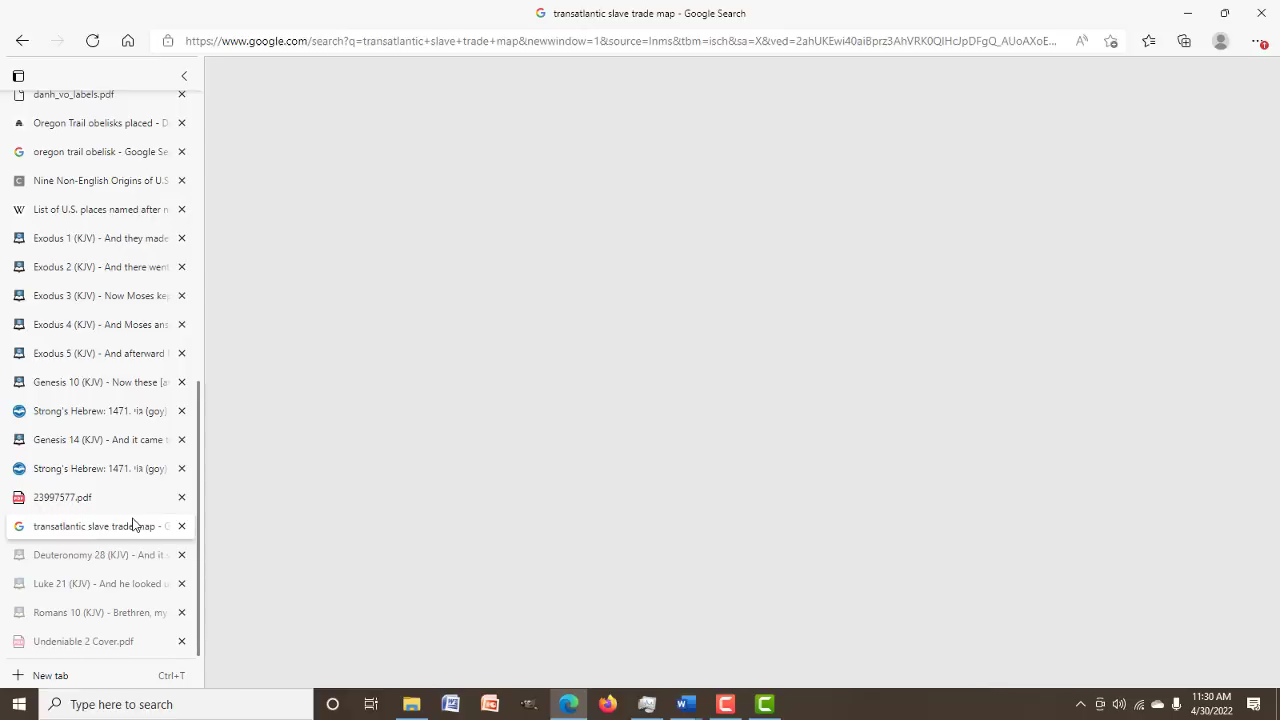 transatlantic slave trade map - Google Search
https://www.google.com/search?q=transatlantic+slave+trade+map&newwindow=1&source=lnms&tbm=isch&sa=X&ved=2ahUKEwi40aiBprz3AhVRK0QIHcJpDFgQ_AUoAXoE...
danh_vo_labels.pdf
Oregon Trail obelisks placed - D
oregon trail obelisk - Google Se
Nine Non-English Origins of U.S
List of U.S. places named after n
Exodus 1 (KJV) - And they made
Exodus 2 (KJV) - And there went
Exodus 3 (KJV) - Now Moses kep
Exodus 4 (KJV) - And Moses ans
Exodus 5 (KJV) - And afterward
Genesis 10 (KJV) - Now these [a
Strong's Hebrew: 1471. גּוֹי (goy)
Genesis 14 (KJV) - And it came
Strong's Hebrew: 1471. גּוֹי (goy)
23997577.pdf
transatlantic slave trade map - G
Deuteronomy 28 (KJV) - And it s
Luke 21 (KJV) - And he looked u
Romans 10 (KJV) - Brethren, my
Undeniable 2 Cover.pdf
New tab Ctrl+T
Type here to search
11:30 AM
4/30/2022